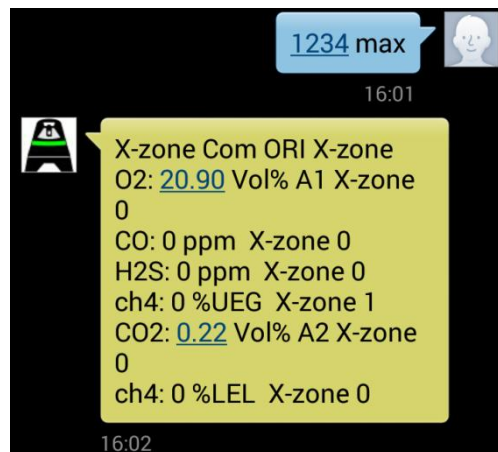 1234 max
16:01
X-zone Com ORI X-zone
O2: 20.90 Vol% A1 X-zone
0
CO: 0 ppm  X-zone 0
H2S: 0 ppm  X-zone 0
ch4: 0 %UEG  X-zone 1
CO2: 0.22 Vol% A2 X-zone
0
ch4: 0 %LEL  X-zone 0
16:02